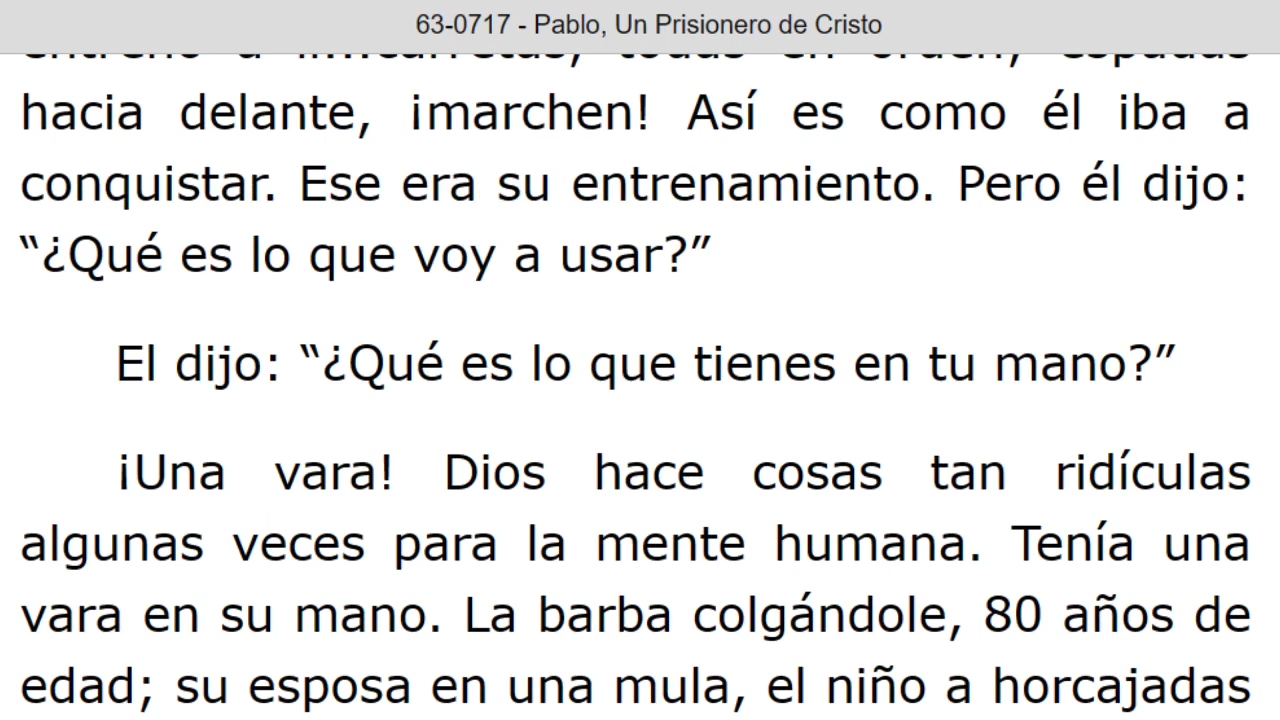 63-0717 - Pablo, Un Prisionero de Cristo
hacia delante, ¡marchen! Así es como él iba a
conquistar. Ese era su entrenamiento. Pero él dijo:
“¿Qué es lo que voy a usar?”
El dijo: “¿Qué es lo que tienes en tu mano?”
¡Una vara! Dios hace cosas tan ridículas
algunas veces para la mente humana. Tenía una
vara en su mano. La barba colgándole, 80 años de
edad; su esposa en una mula, el niño a horcajadas